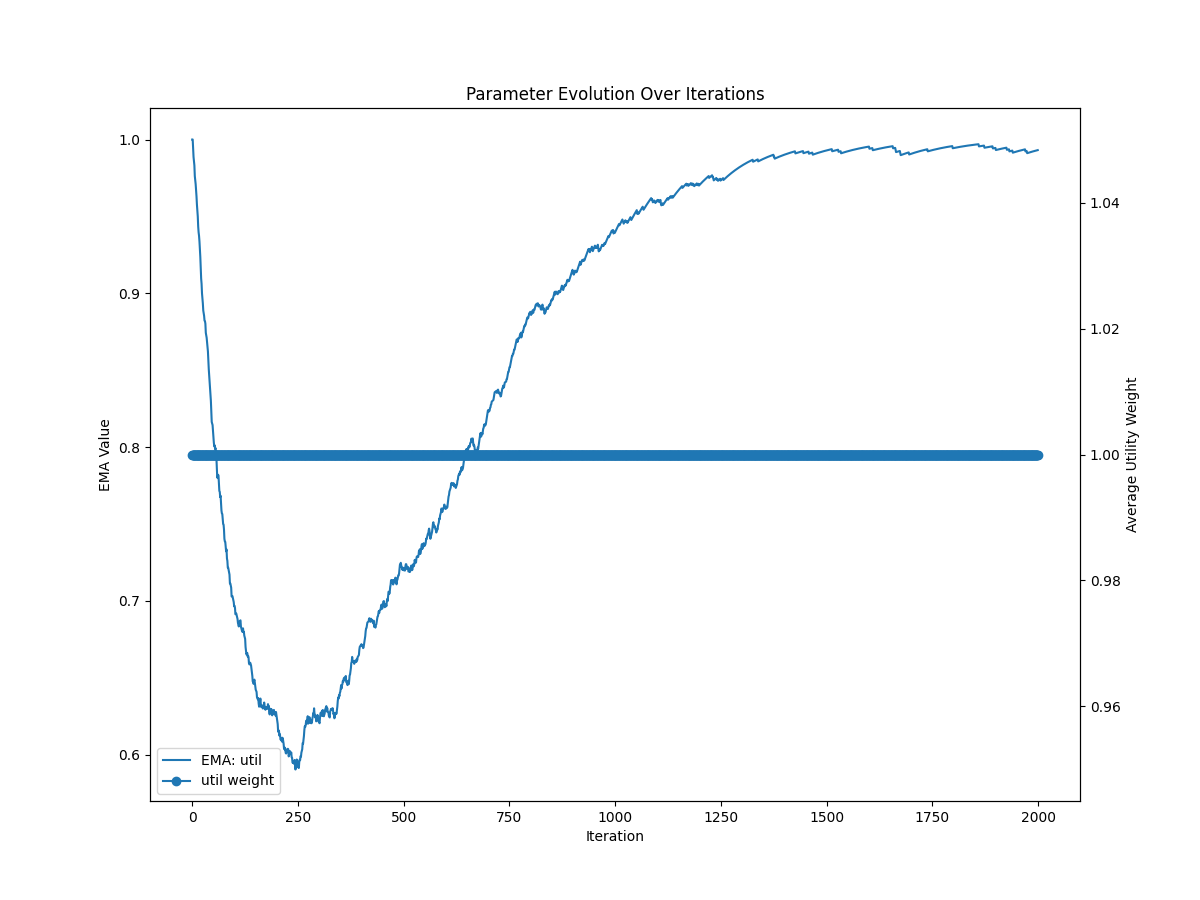 Parameter Evolution Over Iterations
1.0
0.9
0.8
0.7
0.6
EMA Value
1.04
1.02
1.00
0.98
0.96
Average Utility Weight
EMA: util
util weight
0 250 500 750 1000 1250 1500 1750 2000
Iteration